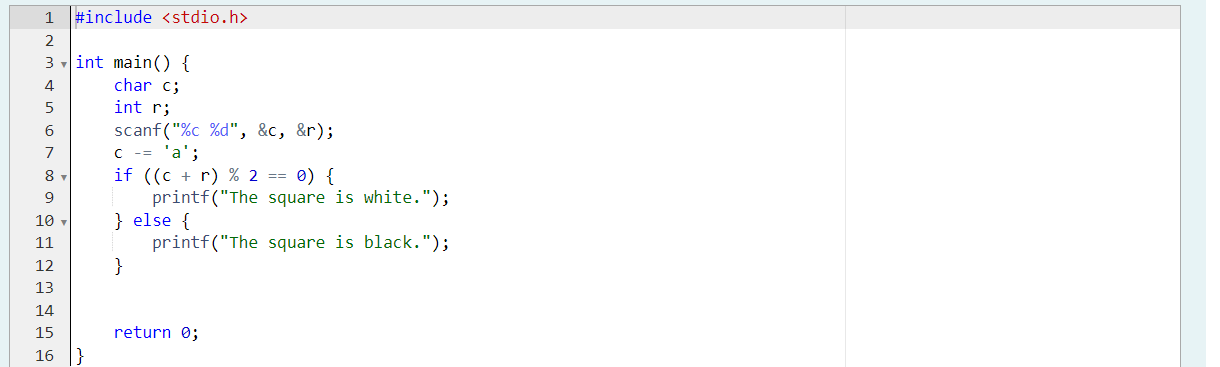 1 #include <stdio.h>
2
3 int main() {
4     char c;
5     int r;
6     scanf("%c %d", &c, &r);
7     c -= 'a';
8     if ((c + r) % 2 == 0) {
9         printf("The square is white.");
10     } else {
11         printf("The square is black.");
12     }
13
14
15     return 0;
16 }